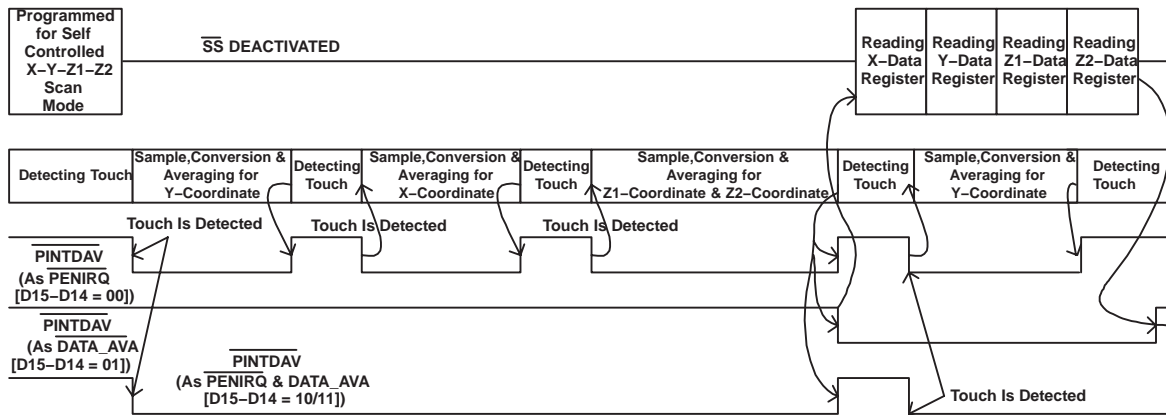 Programmed
for Self
Controlled
X−Y−Z1−Z2
Scan
Mode
SS DEACTIVATED
Reading
X−Data
Register
Reading
Y−Data
Register
Reading
Z1−Data
Register
Reading
Z2−Data
Register
Detecting Touch
Sample,Conversion &
Averaging for
Y−Coordinate
Detecting
Touch
Sample,Conversion &
Averaging for
X−Coordinate
Detecting
Touch
Sample,Conversion &
Averaging for
Z1−Coordinate & Z2−Coordinate
Detecting
Touch
Sample,Conversion &
Averaging for
Y−Coordinate
Detecting
Touch
Touch Is Detected
Touch Is Detected
Touch Is Detected
PINTDAV
(As PENIRQ
[D15−D14 = 00])
PINTDAV
(As DATA_AVA
[D15−D14 = 01])
PINTDAV
(As PENIRQ & DATA_AVA
[D15−D14 = 10/11])
Touch Is Detected